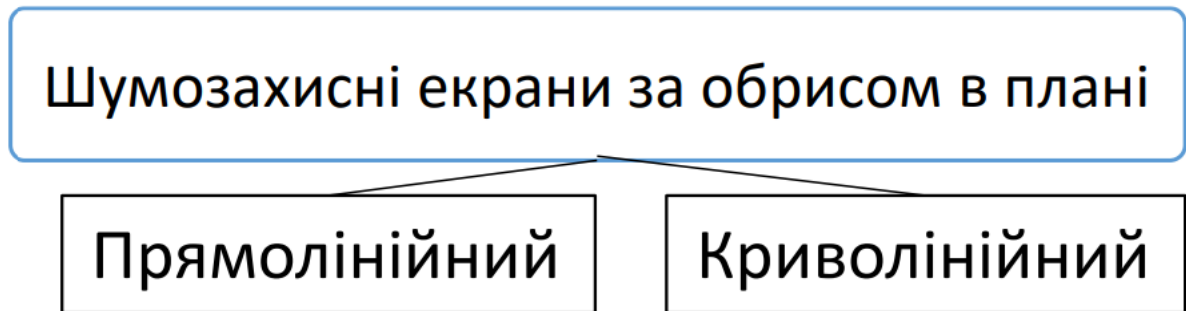 Шумозахисні екрани за обрисом в плані
Прямолінійний
Криволінійний